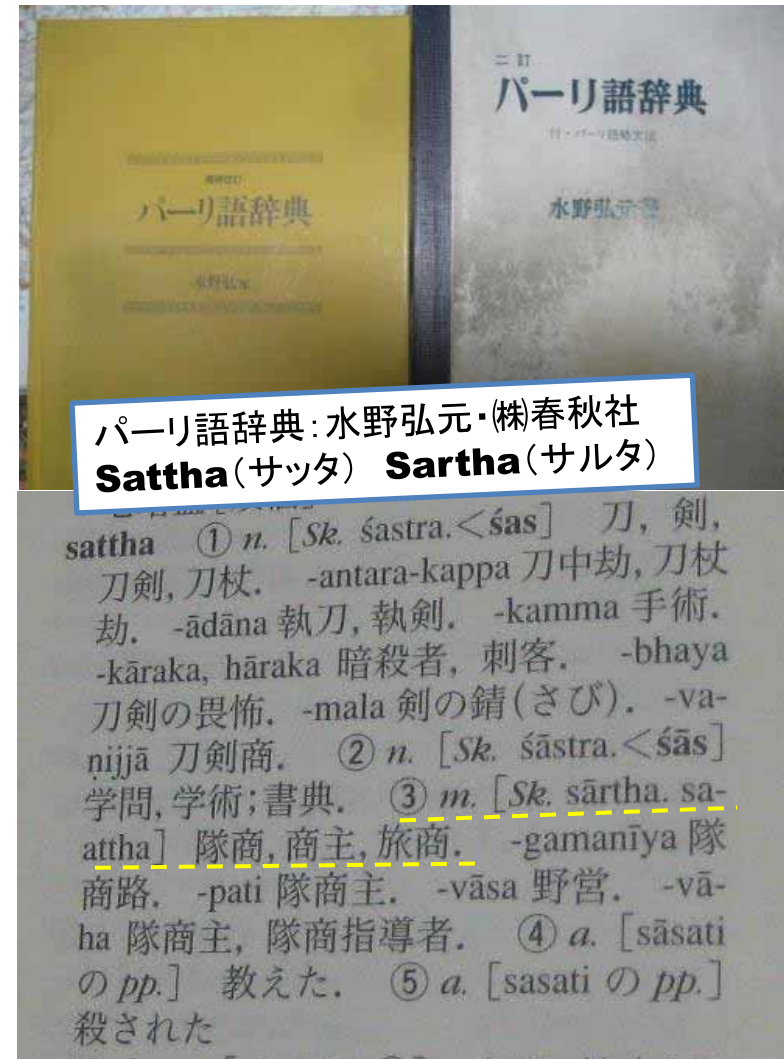 増補改訂
パーリ語辞典
水野弘元
二訂
パーリ語辞典
付・パーリ語略文法
水野弘元著
パーリ語辞典：水野弘元・㈱春秋社
Sattha（サッタ） Sartha（サルタ）
sattha ① n. [Sk. śastra.<śas] 刀, 剣,
刀剣, 刀杖. -antara-kappa 刀中劫, 刀杖
劫. -ādāna 執刀, 執剣. -kamma 手術.
-kāraka, hāraka 暗殺者, 刺客. -bhaya
刀剣の畏怖. -mala 剣の錆(さび). -va-
ṇijjā 刀剣商. ② n. [Sk. śāstra.<śās]
学問, 学術; 書典. ③ m. [Sk. sārtha. sa-
attha] 隊商, 商主, 旅商. -gamanīya 隊
商路. -pati 隊商主. -vāsa 野営. -vā-
ha 隊商主, 隊商指導者. ④ a. [sāsati
の pp.] 教えた. ⑤ a. [sasati の pp.]
殺された